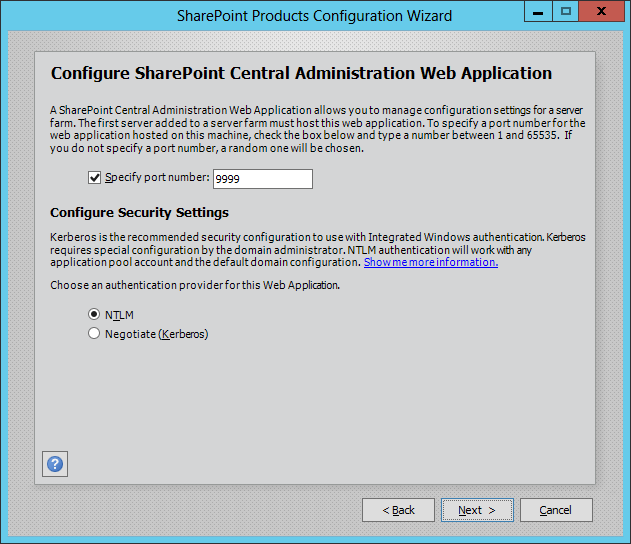 SharePoint Products Configuration Wizard
Configure SharePoint Central Administration Web Application
A SharePoint Central Administration Web Application allows you to manage configuration settings for a server
farm. The first server added to a server farm must host this web application. To specify a port number for the
web application hosted on this machine, check the box below and type a number between 1 and 65535. If
you do not specify a port number, a random one will be chosen.
Specify port number: 9999
Configure Security Settings
Kerberos is the recommended security configuration to use with Integrated Windows authentication. Kerberos
requires special configuration by the domain administrator. NTLM authentication will work with any
application pool account and the default domain configuration. Show me more information.
Choose an authentication provider for this Web Application.
NTLM
Negotiate (Kerberos)
?
< Back Next > Cancel